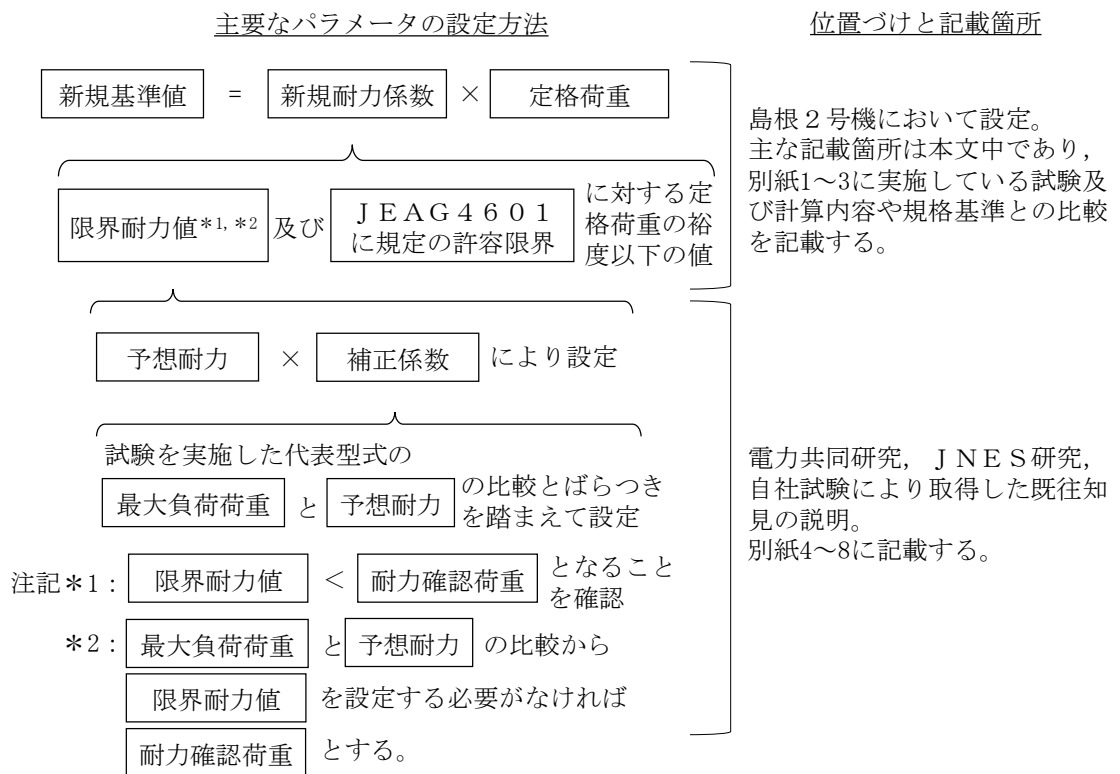 主要なパラメータの設定方法
位置づけと記載箇所
新規基準値 = 新規耐力係数 × 定格荷重
限界耐力値*1,*2 及び JEAG4601に規定の許容限界 に対する定格荷重の裕度以下の値
島根2号機において設定。
主な記載箇所は本文中であり,
別紙1~3に実施している試験及
び計算内容や規格基準との比較
を記載する。
予想耐力 × 補正係数 により設定
試験を実施した代表型式の
最大負荷荷重 と 予想耐力 の比較とばらつきを踏まえて設定
電力共同研究, JNES研究,
自社試験により取得した既往知
見の説明。
別紙4~8に記載する。
注記*1: 限界耐力値 < 耐力確認荷重 となることを確認
*2: 最大負荷荷重 と 予想耐力 の比較から
限界耐力値 を設定する必要がなければ
耐力確認荷重 とする。